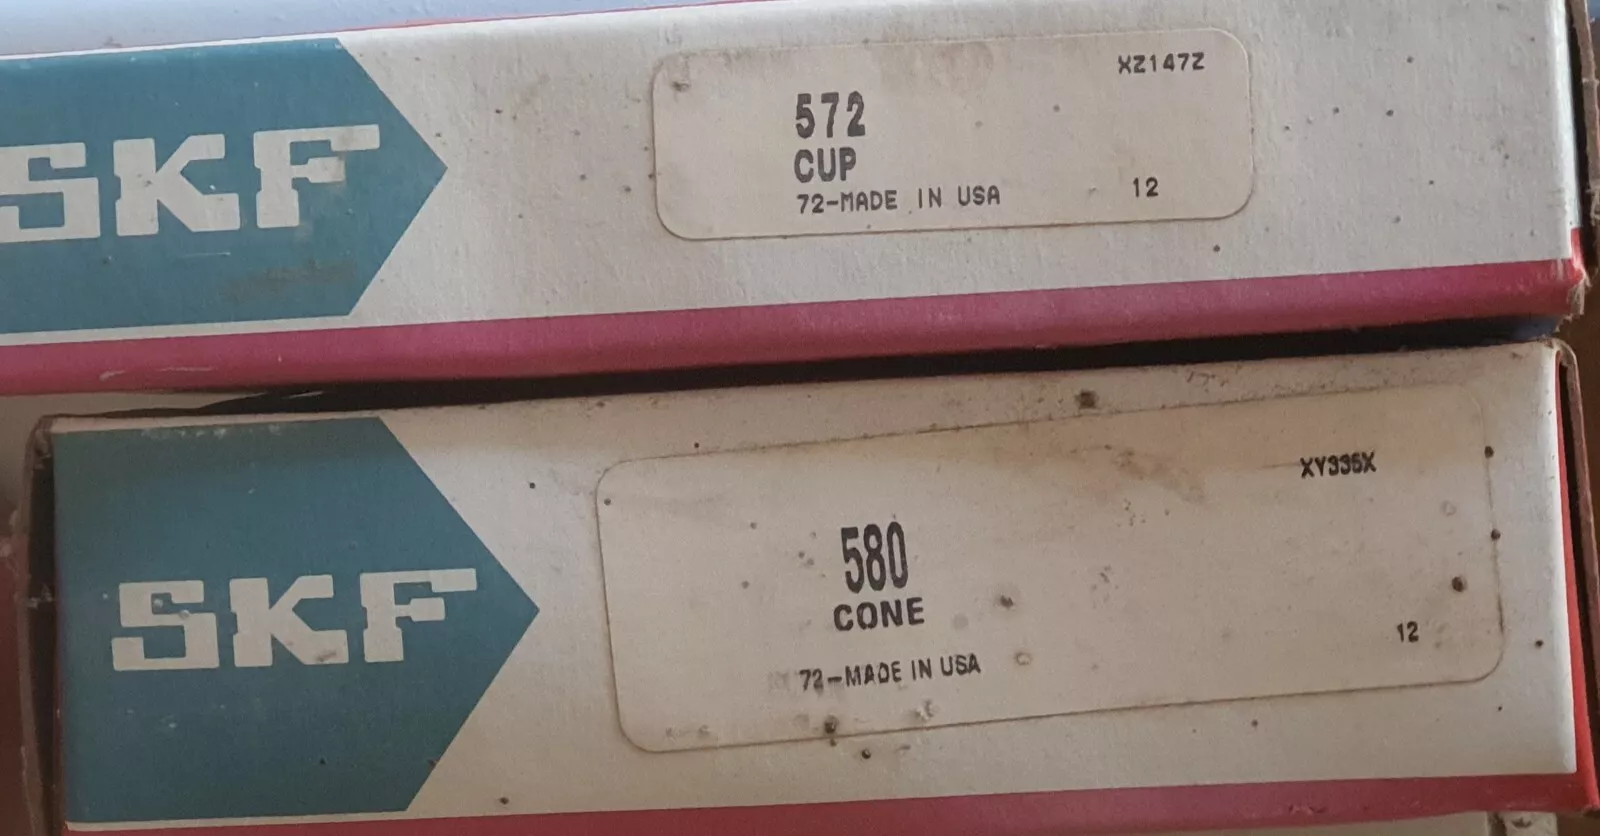 SKF
XZ147Z
572
CUP
72-MADE IN USA
12
SKF
XY336X
580
CONE
72-MADE IN USA
12